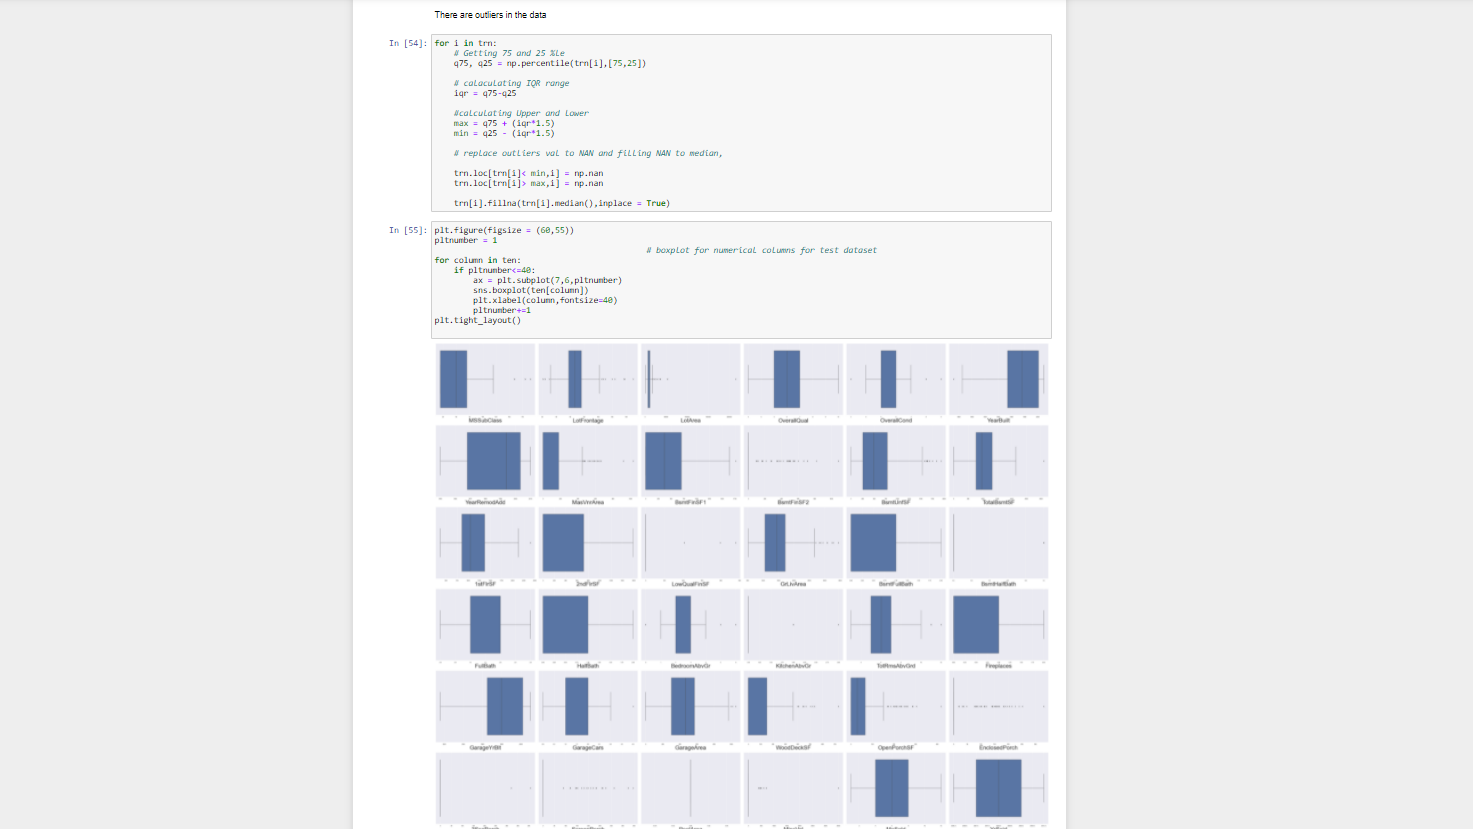 There are outliers in the data
In [54]: for i in trn:
# Getting 75 and 25 %le
q75, q25 = np.percentile(trn[i],[75,25])
# calaculating IQR range
iqr = q75-q25
#calculating Upper and Lower
max = q75 + (iqr*1.5)
min = q25 - (iqr*1.5)
# replace outliers val to NAN and filling NAN to median,
trn.loc[trn[i]< min,i] = np.nan
trn.loc[trn[i]> max,i] = np.nan
trn[i].fillna(trn[i].median(),inplace = True)
In [55]: plt.figure(figsize = (60,55))
pltnumber = 1
# boxplot for numerical columns for test dataset
for column in ten:
if pltnumber<=40:
ax = plt.subplot(7,6,pltnumber)
sns.boxplot(ten[column])
plt.xlabel(column,fontsize=40)
pltnumber+=1
plt.tight_layout()
MSSubClass LotFrontage LotArea OverallQual OverallCond YearBuilt
YearRemodAdd MasVnrArea BsmtFinSF1 BsmtFinSF2 BsmtUnfSF TotalBsmtSF
1stFlrSF 2ndFlrSF LowQualFinSF GrLivArea BsmtFullBath BsmtHalfBath
FullBath HalfBath BedroomAbvGr KitchenAbvGr TotRmsAbvGrd Fireplaces
GarageYrBlt GarageCars GarageArea WoodDeckSF OpenPorchSF EnclosedPorch